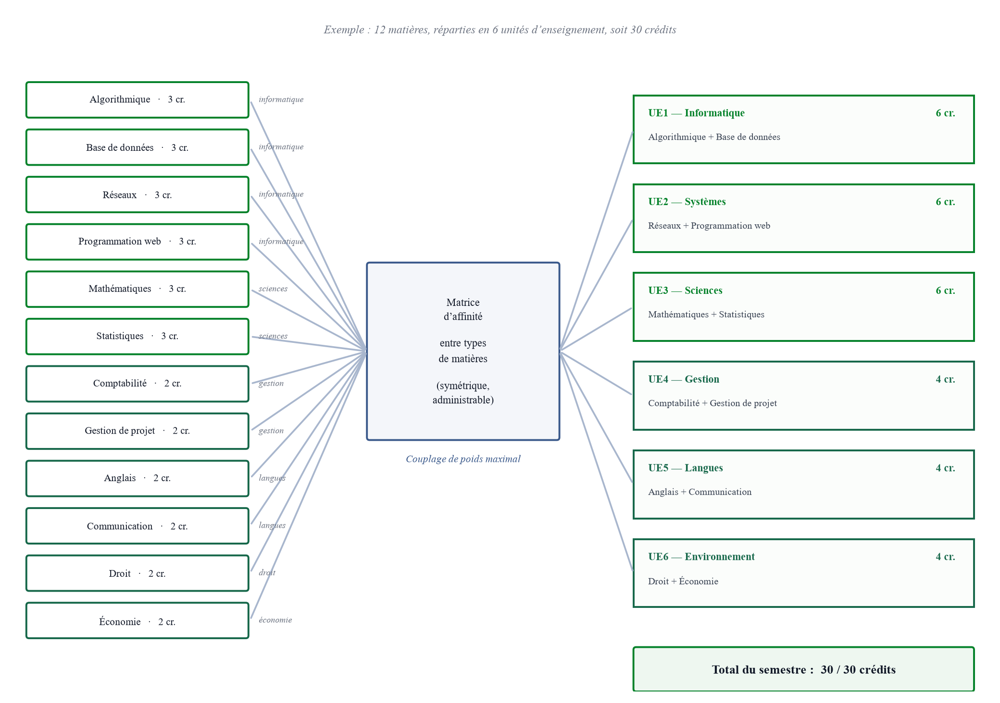 Exemple : 12 matières, réparties en 6 unités d’enseignement, soit 30 crédits
Algorithmique · 3 cr.
informatique
Base de données · 3 cr.
informatique
Réseaux · 3 cr.
informatique
Programmation web · 3 cr.
informatique
Mathématiques · 3 cr.
sciences
Statistiques · 3 cr.
sciences
Comptabilité · 2 cr.
gestion
Gestion de projet · 2 cr.
gestion
Anglais · 2 cr.
langues
Communication · 2 cr.
langues
Droit · 2 cr.
droit
Économie · 2 cr.
économie
Matrice
d’affinité
entre types
de matières
(symétrique,
administrable)
Couplage de poids maximal
UE1 — Informatique 6 cr.
Algorithmique + Base de données
UE2 — Systèmes 6 cr.
Réseaux + Programmation web
UE3 — Sciences 6 cr.
Mathématiques + Statistiques
UE4 — Gestion 4 cr.
Comptabilité + Gestion de projet
UE5 — Langues 4 cr.
Anglais + Communication
UE6 — Environnement 4 cr.
Droit + Économie
Total du semestre : 30 / 30 crédits